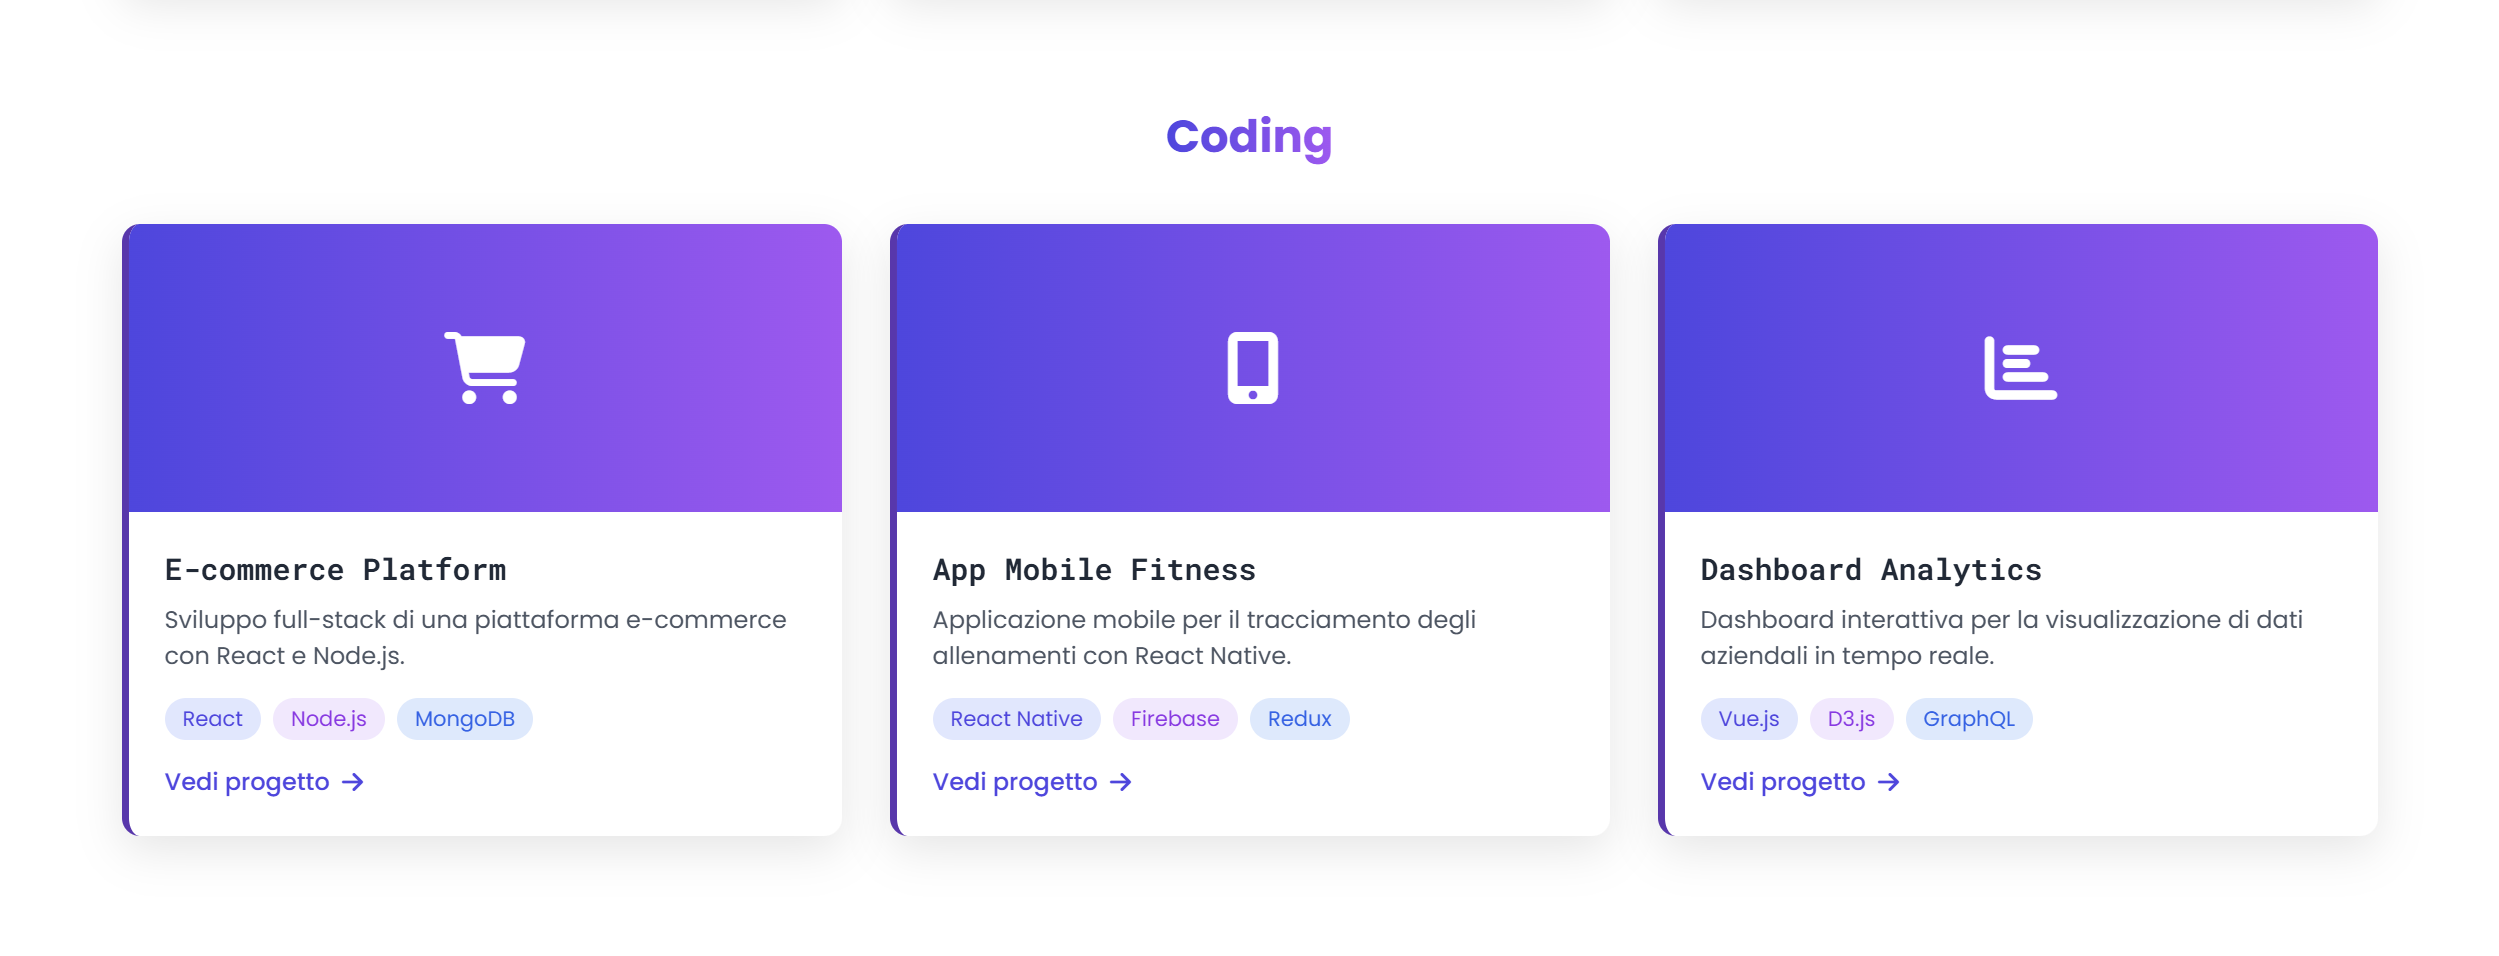 Coding
E-commerce Platform
Sviluppo full-stack di una piattaforma e-commerce
con React e Node.js.
React Node.js MongoDB
Vedi progetto →
App Mobile Fitness
Applicazione mobile per il tracciamento degli
allenamenti con React Native.
React Native Firebase Redux
Vedi progetto →
Dashboard Analytics
Dashboard interattiva per la visualizzazione di dati
aziendali in tempo reale.
Vue.js D3.js GraphQL
Vedi progetto →